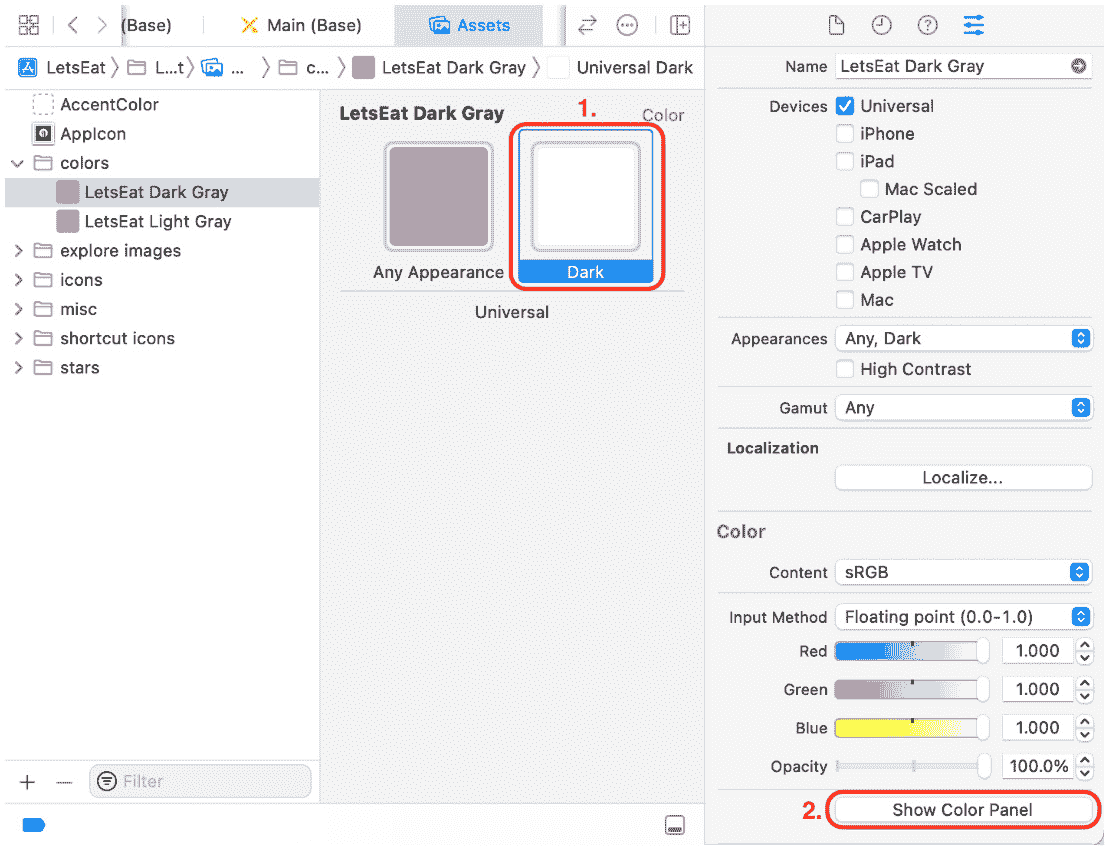 (Base) Main (Base) Assets
LetsEat L...t ... c... LetsEat Dark Gray Universal Dark
AccentColor
AppIcon
colors
LetsEat Dark Gray
LetsEat Light Gray
explore images
icons
misc
shortcut icons
stars
Filter
LetsEat Dark Gray
1.
Color
Any Appearance
Dark
Universal
Name LetsEat Dark Gray
Devices Universal
iPhone
iPad
Mac Scaled
CarPlay
Apple Watch
Apple TV
Mac
Appearances Any, Dark
High Contrast
Gamut Any
Localization
Localize...
Color
Content sRGB
Input Method Floating point (0.0-1.0)
Red 1.000
Green 1.000
Blue 1.000
Opacity 100.0%
2. Show Color Panel